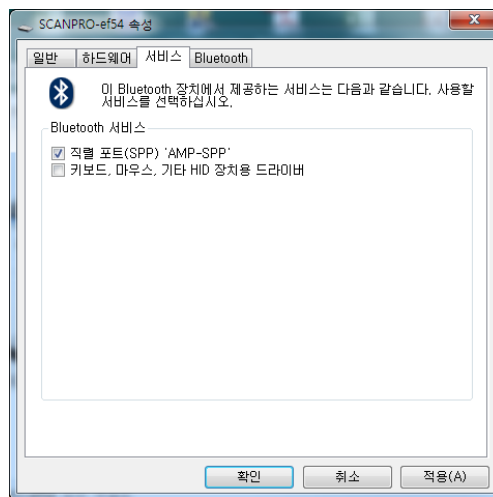 SCANPRO-ef54 속성
일반 하드웨어 서비스 Bluetooth
이 Bluetooth 장치에서 제공하는 서비스는 다음과 같습니다. 사용할
서비스를 선택하십시오.
Bluetooth 서비스
직렬 포트(SPP) 'AMP-SPP'
키보드, 마우스, 기타 HID 장치용 드라이버
확인 취소 적용(A)